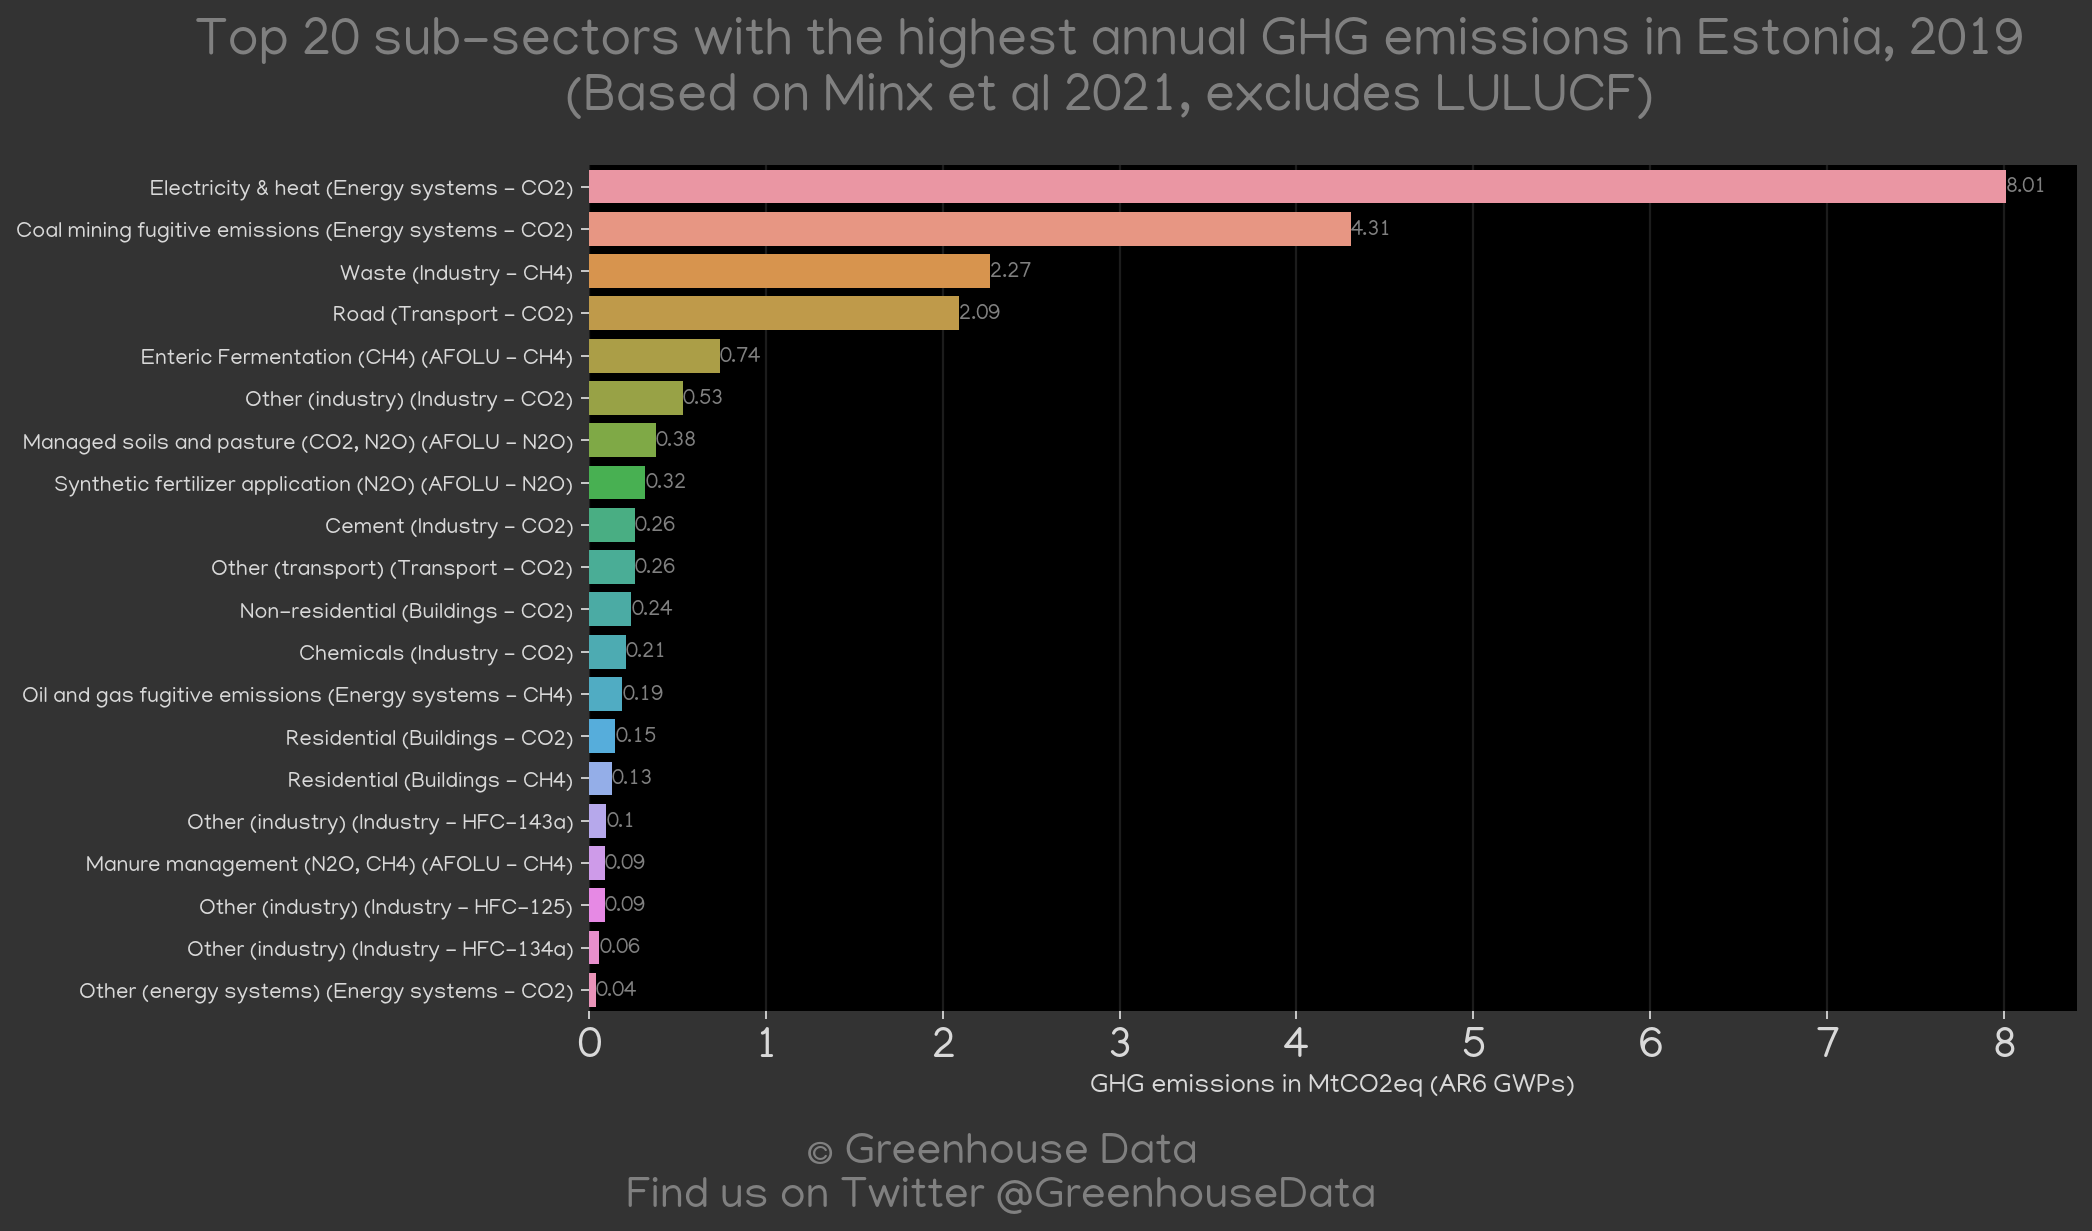 Top 20 sub-sectors with the highest annual GHG emissions in Estonia, 2019
(Based on Minx et al 2021, excludes LULUCF)
Electricity & heat (Energy systems - CO2) 8.01
Coal mining fugitive emissions (Energy systems - CO2) 4.31
Waste (Industry - CH4) 2.27
Road (Transport - CO2) 2.09
Enteric Fermentation (CH4) (AFOLU - CH4) 0.74
Other (industry) (Industry - CO2) 0.53
Managed soils and pasture (CO2, N2O) (AFOLU - N2O) 0.38
Synthetic fertilizer application (N2O) (AFOLU - N2O) 0.32
Cement (Industry - CO2) 0.26
Other (transport) (Transport - CO2) 0.26
Non-residential (Buildings - CO2) 0.24
Chemicals (Industry - CO2) 0.21
Oil and gas fugitive emissions (Energy systems - CH4) 0.19
Residential (Buildings - CO2) 0.15
Residential (Buildings - CH4) 0.13
Other (industry) (Industry - HFC-143a) 0.1
Manure management (N2O, CH4) (AFOLU - CH4) 0.09
Other (industry) (Industry - HFC-125) 0.09
Other (industry) (Industry - HFC-134a) 0.06
Other (energy systems) (Energy systems - CO2) 0.04
0 1 2 3 4 5 6 7 8
GHG emissions in MtCO2eq (AR6 GWPs)
© Greenhouse Data
Find us on Twitter @GreenhouseData